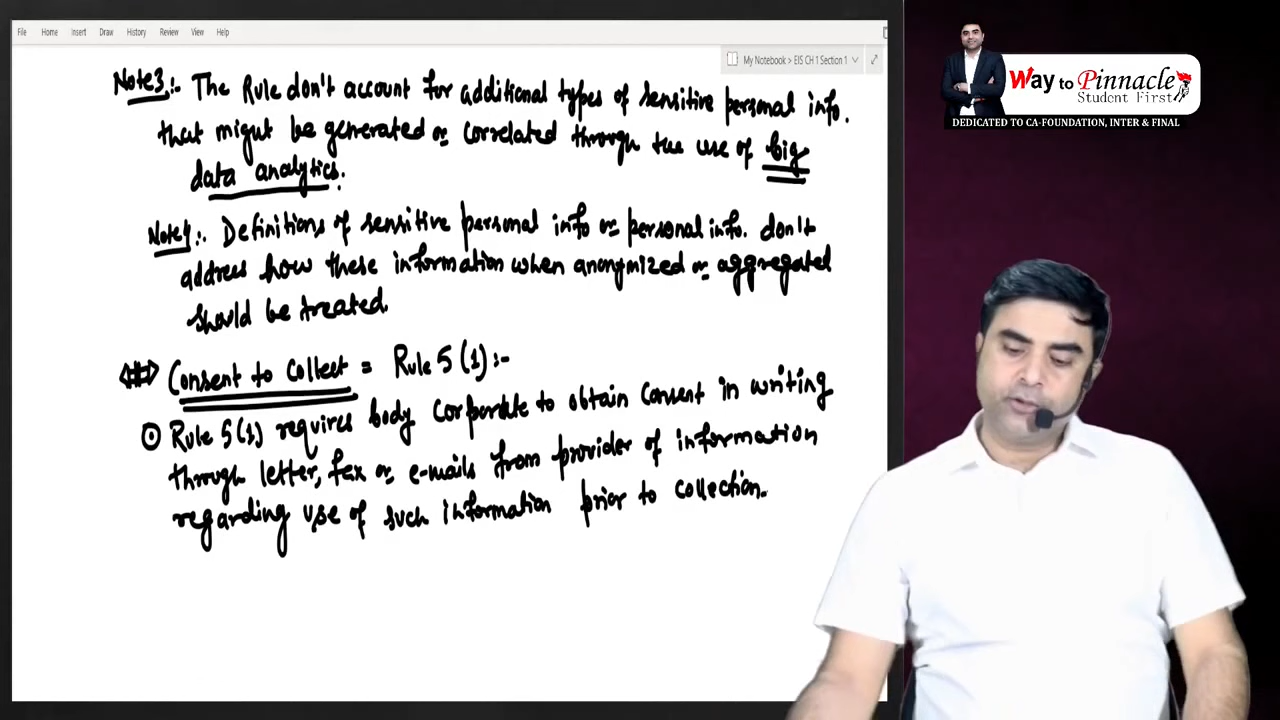 File Home Insert Draw History Review View Help
My Notebook > EIS CH 1 Section 1
Note3:- The Rule don't account for additional types of sensitive personal info.
that might be generated or correlated through the use of big
data analytics.
Note4:- Definitions of sensitive personal info or personal info. don't
address how these information when anonymized or aggregated
should be treated.
Consent to Collect = Rule 5(1):-
Rule 5(1) requires body corporate to obtain consent in writing
through letter, fax or e-mails from provider of information
regarding use of such information prior to collection.
Way to Pinnacle
Student First
DEDICATED TO CA-FOUNDATION, INTER & FINAL